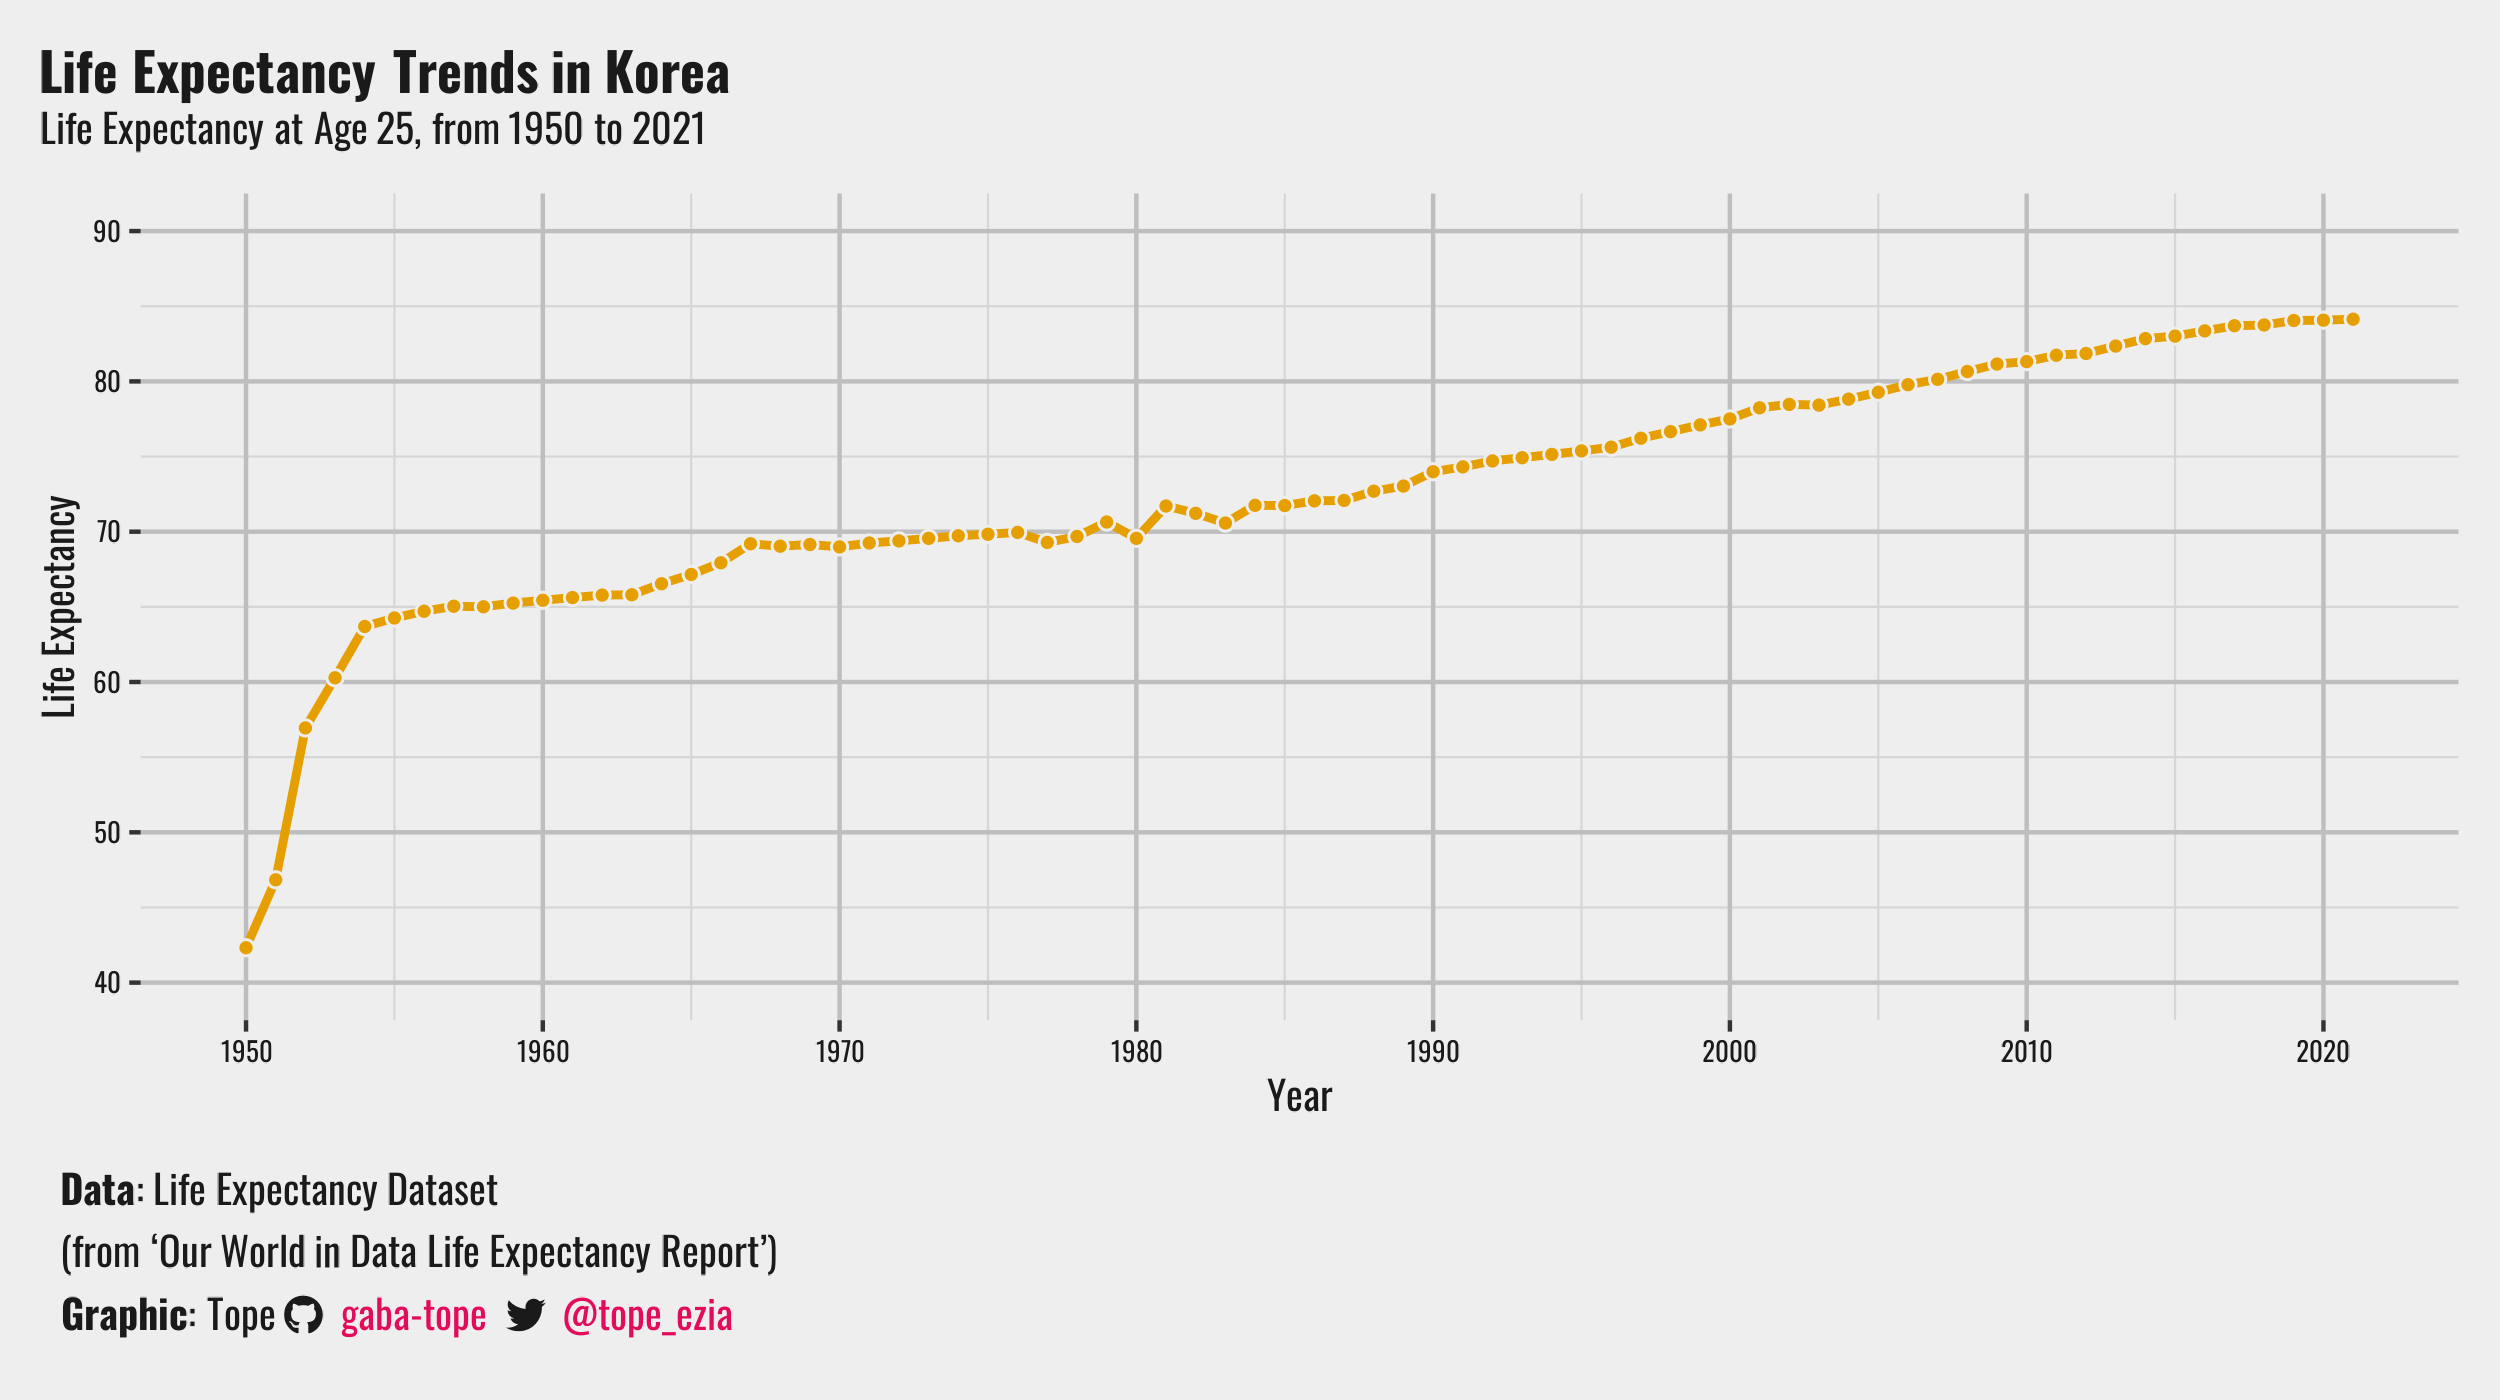 Life Expectancy Trends in Korea
Life Expectancy at Age 25, from 1950 to 2021
90
80
70
60
50
40
Life Expectancy
1950 1960 1970 1980 1990 2000 2010 2020
Year
Data: Life Expectancy Dataset
(from ‘Our World in Data Life Expectancy Report’)
Graphic: Tope gaba-tope @tope_ezia